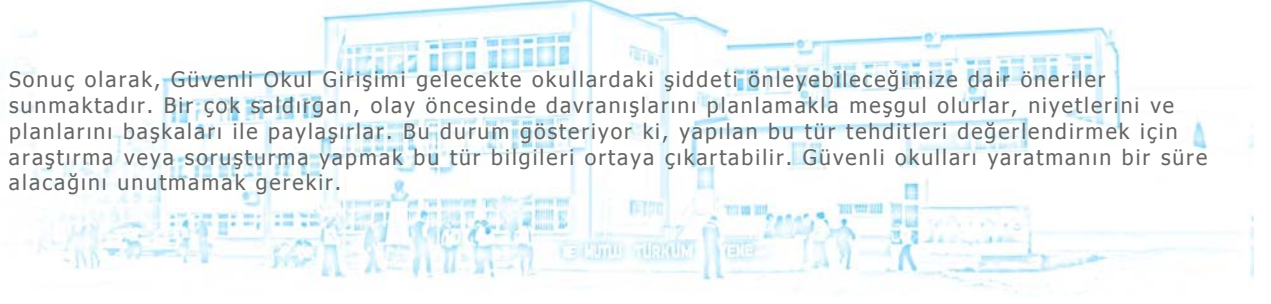 Sonuç olarak, Güvenli Okul Girişimi gelecekte okullardaki şiddeti önleyebileceğimize dair öneriler
sunmaktadır. Bir çok saldırgan, olay öncesinde davranışlarını planlamakla meşgul olurlar, niyetlerini ve
planlarını başkaları ile paylaşırlar. Bu durum gösteriyor ki, yapılan bu tür tehditleri değerlendirmek için
araştırma veya soruşturma yapmak bu tür bilgileri ortaya çıkartabilir. Güvenli okulları yaratmanın bir süre
alacağını unutmamak gerekir.
TÜRKÜM